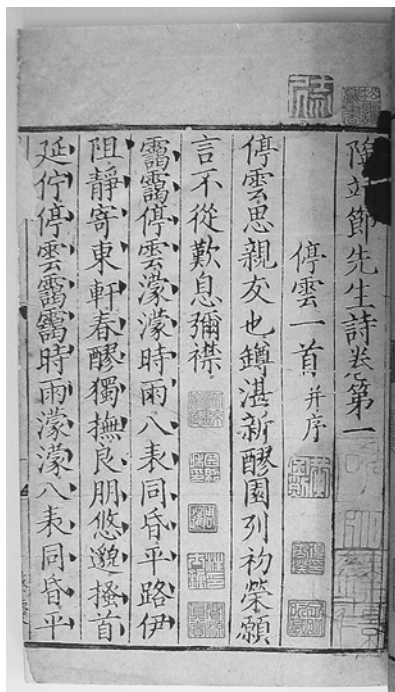 陶靖節先生詩卷第一
停雲一首 并序
停雲思親友也罇湛新醪園列初榮願
言不從歎息彌襟
靄靄停雲濛濛時雨八表同昏平路伊
阻靜寄東軒春醪獨撫良朋悠邈搔首
延佇停雲靄靄時雨濛濛八表同昏平